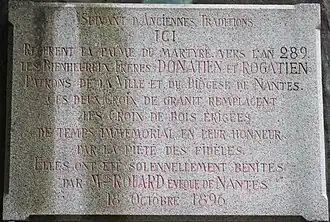 SUIVANT D'ANCIENNES TRADITIONS
ICI
REÇURENT LA PALME DU MARTYRE VERS L'AN 289
LES BIENHEUREUX FRÈRES DONATIEN ET ROGATIEN
PATRONS DE LA VILLE ET DU DIOCÈSE DE NANTES.
CES DEUX CROIX DE GRANIT REMPLACENT
LES CROIX DE BOIS ÉRIGÉES
DE TEMPS IMMÉMORIAL EN LEUR HONNEUR
PAR LA PIÉTÉ DES FIDÈLES.
ELLES ONT ÉTÉ SOLENNELLEMENT BÉNITES
PAR MGR ROUARD ÉVÊQUE DE NANTES
18 OCTOBRE 1896